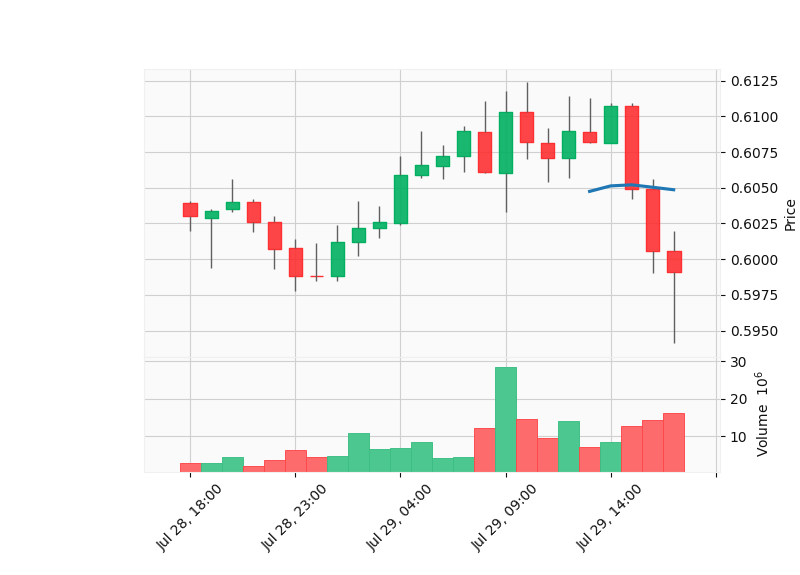 0.6125
0.6100
0.6075
0.6050
0.6025
0.6000
0.5975
0.5950
Price
30
20
10
Volume 10⁶
Jul 28, 18:00
Jul 28, 23:00
Jul 29, 04:00
Jul 29, 09:00
Jul 29, 14:00